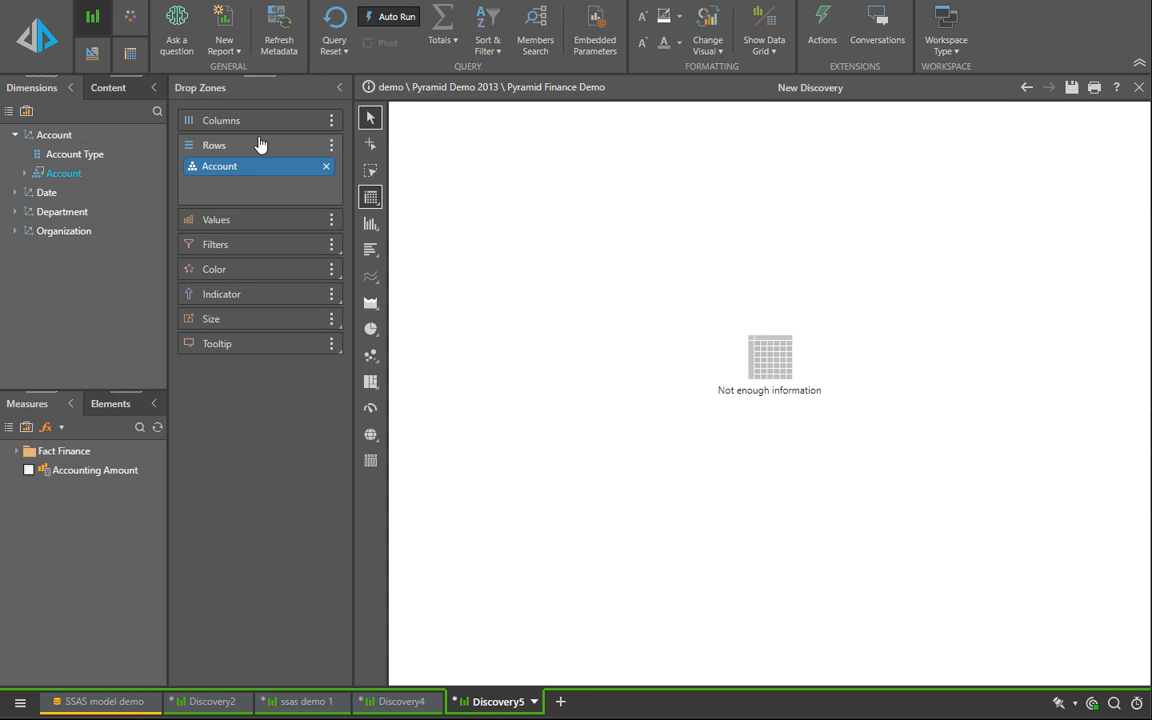 Ask a question
New Report
GENERAL
Refresh Metadata
Query Reset
Auto Run
Pivot
Totals
Sort & Filter
Members Search
QUERY
Embedded Parameters
A
A
A
Change Visual
Show Data Grid
FORMATTING
Actions
Conversations
EXTENSIONS
Workspace Type
WORKSPACE
Dimensions
Content
Drop Zones
demo \ Pyramid Demo 2013 \ Pyramid Finance Demo
New Discovery
?
Account
Account Type
Account
Date
Department
Organization
Columns
Rows
Account
Values
Filters
Color
Indicator
Size
Tooltip
Not enough information
Measures
Elements
fx
Fact Finance
Accounting Amount
SSAS model demo
* Discovery2
* ssas demo 1
* Discovery4
* Discovery5